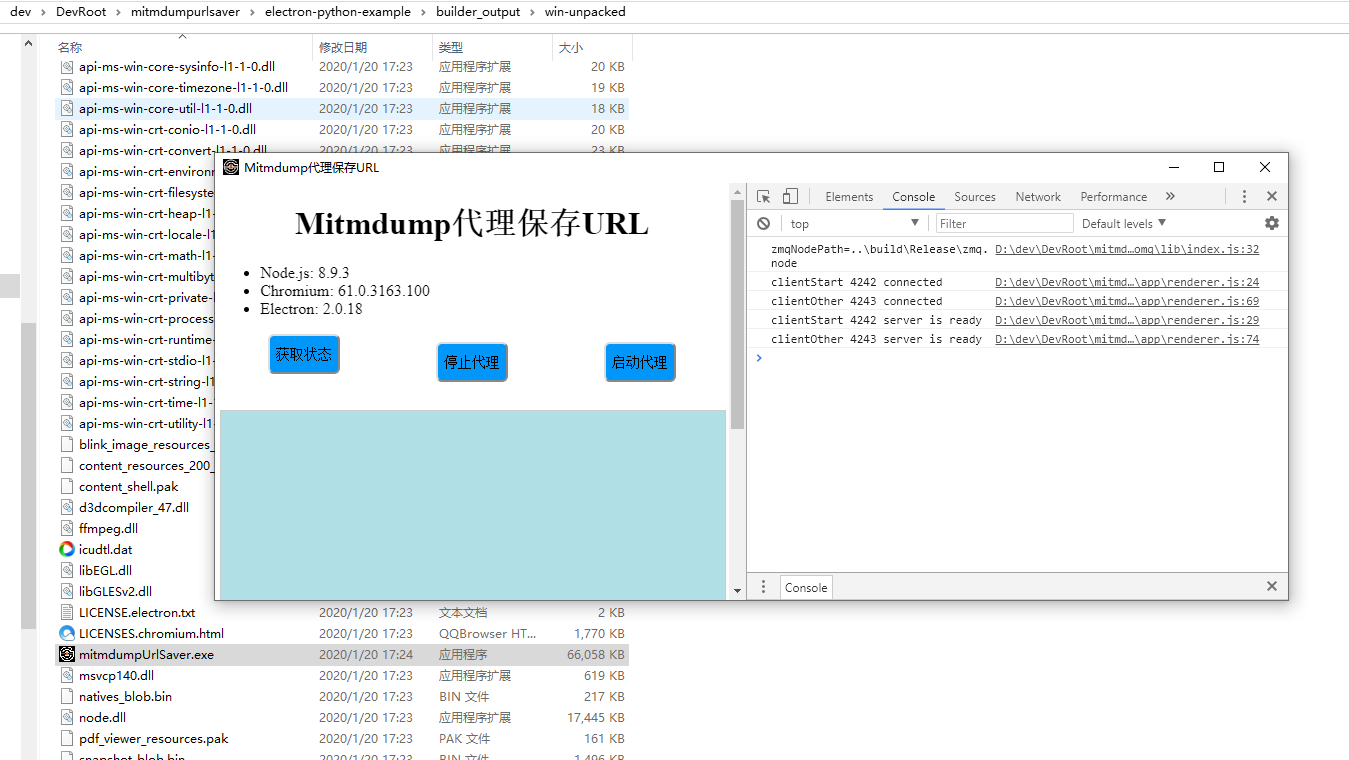 dev > DevRoot > mitmdumpurlsaver > electron-python-example > builder_output > win-unpacked
名称 修改日期 类型 大小
api-ms-win-core-sysinfo-l1-1-0.dll 2020/1/20 17:23 应用程序扩展 20 KB
api-ms-win-core-timezone-l1-1-0.dll 2020/1/20 17:23 应用程序扩展 19 KB
api-ms-win-core-util-l1-1-0.dll 2020/1/20 17:23 应用程序扩展 18 KB
api-ms-win-crt-conio-l1-1-0.dll 2020/1/20 17:23 应用程序扩展 20 KB
api-ms-win-crt-convert-l1-1-0.dll 2020/1/20 17:23 应用程序扩展 23 KB
api-ms-win-crt-environr
api-ms-win-crt-filesyste
api-ms-win-crt-heap-l1-
api-ms-win-crt-locale-l1
api-ms-win-crt-math-l1-
api-ms-win-crt-multibyt
api-ms-win-crt-private-l
api-ms-win-crt-process
api-ms-win-crt-runtime-
api-ms-win-crt-stdio-l1
api-ms-win-crt-string-l1
api-ms-win-crt-time-l1-
api-ms-win-crt-utility-l1
blink_image_resources_
content_resources_200_
content_shell.pak
d3dcompiler_47.dll
ffmpeg.dll
icudtl.dat
libEGL.dll
libGLESv2.dll
LICENSE.electron.txt 2020/1/20 17:23 文本文档 2 KB
LICENSES.chromium.html 2020/1/20 17:23 QQBrowser HT... 1,770 KB
mitmdumpUrlSaver.exe 2020/1/20 17:24 应用程序 66,058 KB
msvcp140.dll 2020/1/20 17:23 应用程序扩展 619 KB
natives_blob.bin 2020/1/20 17:23 BIN 文件 217 KB
node.dll 2020/1/20 17:23 应用程序扩展 17,445 KB
pdf_viewer_resources.pak 2020/1/20 17:23 PAK 文件 161 KB
snapshot_blob.bin 2020/1/20 17:23 BIN 文件 1,496 KB
Mitmdump代理保存URL
Mitmdump代理保存URL
• Node.js: 8.9.3
• Chromium: 61.0.3163.100
• Electron: 2.0.18
获取状态 停止代理 启动代理
Elements Console Sources Network Performance »
top Filter Default levels
zmqNodePath=..\build\Release\zmq. D:\dev\DevRoot\mitmd…omq\lib\index.js:32
node
clientStart 4242 connected D:\dev\DevRoot\mitmd…\app\renderer.js:24
clientOther 4243 connected D:\dev\DevRoot\mitmd…\app\renderer.js:69
clientStart 4242 server is ready D:\dev\DevRoot\mitmd…\app\renderer.js:29
clientOther 4243 server is ready D:\dev\DevRoot\mitmd…\app\renderer.js:74
>
Console